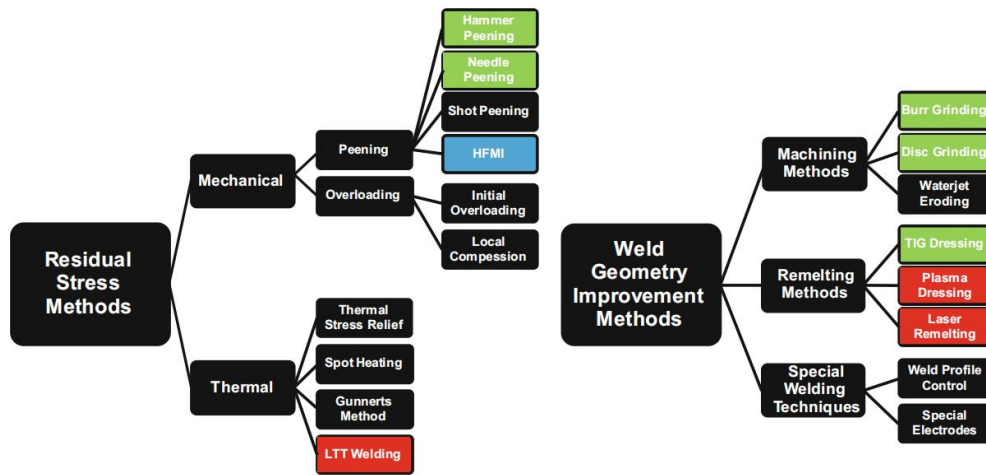 Residual
Stress
Methods
Mechanical
Peening
Hammer
Peening
Needle
Peening
Shot Peening
HFMI
Overloading
Initial
Overloading
Local
Compession
Thermal
Thermal
Stress Relief
Spot Heating
Gunnerts
Method
LTT Welding
Weld
Geometry
Improvement
Methods
Machining
Methods
Burr Grinding
Disc Grinding
Waterjet
Eroding
Remelting
Methods
TIG Dressing
Plasma
Dressing
Laser
Remelting
Special
Welding
Techniques
Weld Profile
Control
Special
Electrodes